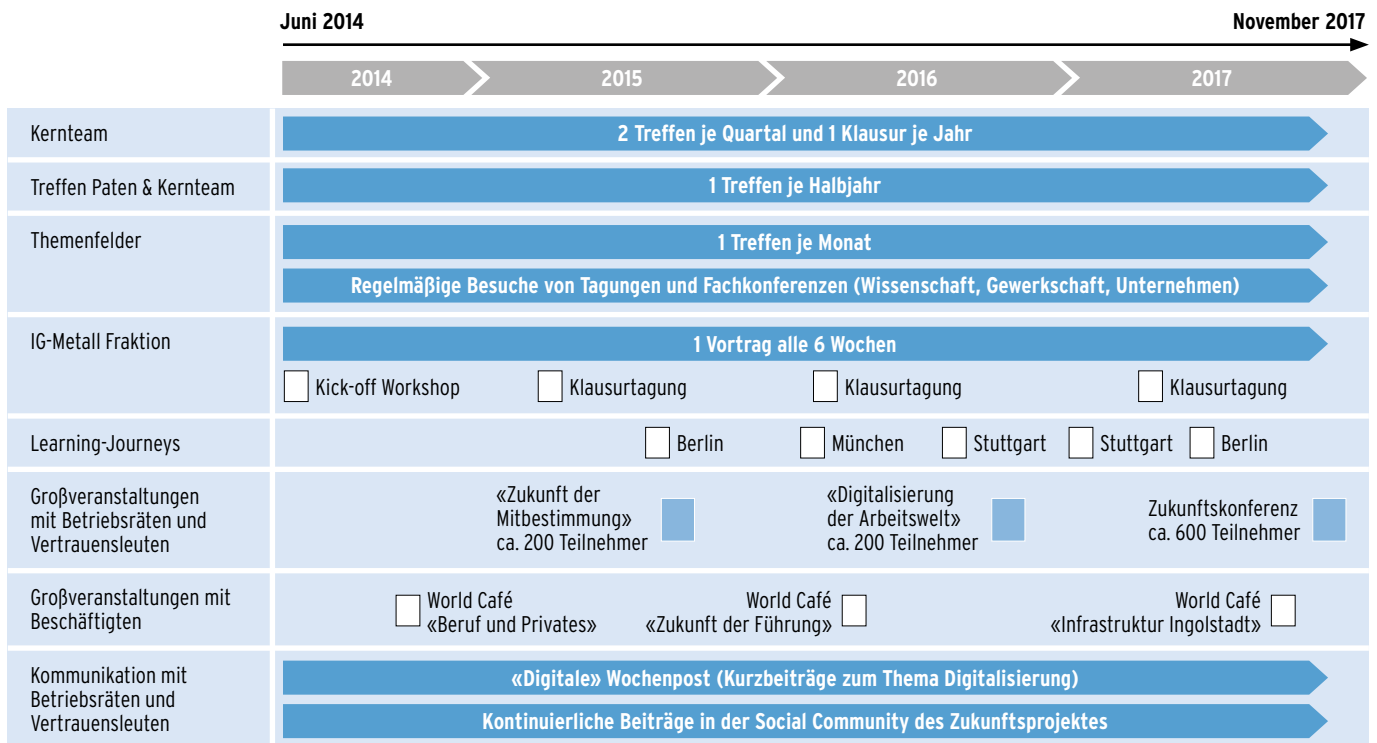 Juni 2014
November 2017
2014
2015
2016
2017
Kernteam
2 Treffen je Quartal und 1 Klausur je Jahr
Treffen Paten & Kernteam
1 Treffen je Halbjahr
Themenfelder
1 Treffen je Monat
Regelmäßige Besuche von Tagungen und Fachkonferenzen (Wissenschaft, Gewerkschaft, Unternehmen)
IG-Metall Fraktion
1 Vortrag alle 6 Wochen
Kick-off Workshop
Klausurtagung
Klausurtagung
Klausurtagung
Learning-Journeys
Berlin
München
Stuttgart
Stuttgart
Berlin
Großveranstaltungen
mit Betriebsräten und
Vertrauensleuten
«Zukunft der
Mitbestimmung»
ca. 200 Teilnehmer
«Digitalisierung
der Arbeitswelt»
ca. 200 Teilnehmer
Zukunftskonferenz
ca. 600 Teilnehmer
Großveranstaltungen mit
Beschäftigten
World Café
«Beruf und Privates»
World Café
«Zukunft der Führung»
World Café
«Infrastruktur Ingolstadt»
Kommunikation mit
Betriebsräten und
Vertrauensleuten
«Digitale» Wochenpost (Kurzbeiträge zum Thema Digitalisierung)
Kontinuierliche Beiträge in der Social Community des Zukunftsprojektes